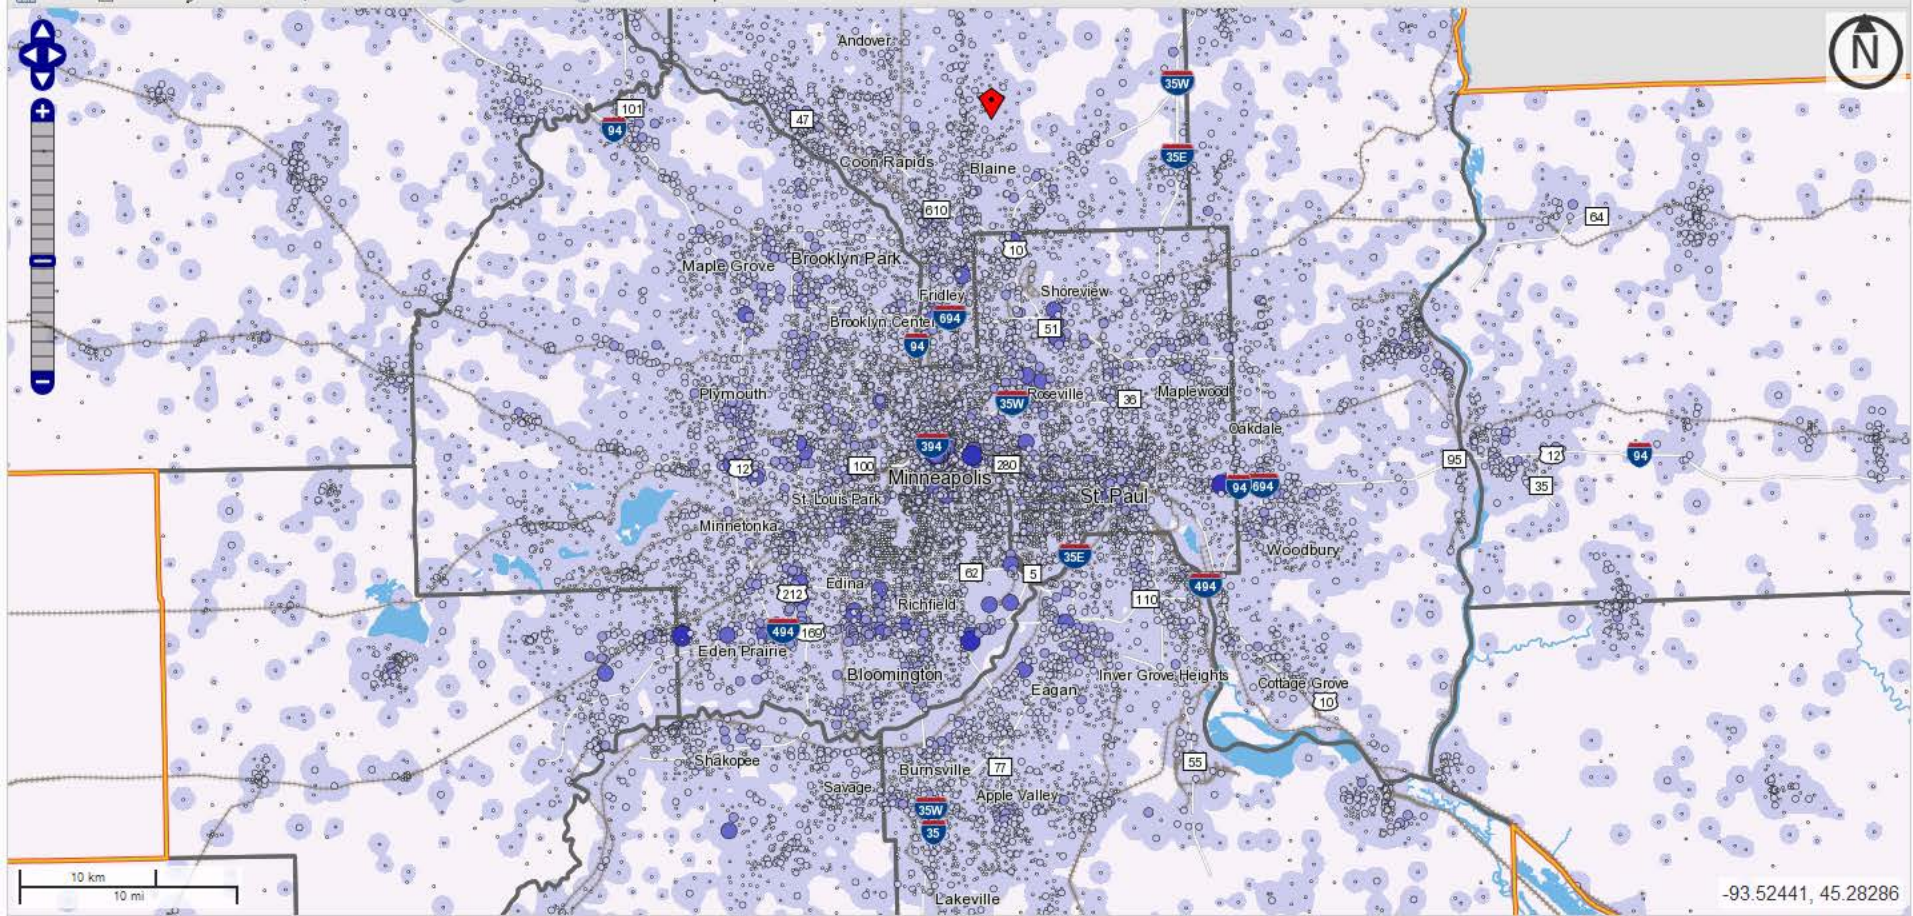 Andover
N
35W
101
94
47
35E
Coon Rapids
Blaine
610
64
10
Brooklyn Park
Maple Grove
Fridley
Shoreview
Brooklyn Center
694
51
94
Plymouth
35W
Roseville
36
Maplewood
Oakdale
394
12
100
280
95
12
94
Minneapolis
94
694
35
St. Louis Park
St. Paul
Minnetonka
35E
Woodbury
62
5
494
Edina
212
Richfield
110
494
169
Eden Prairie
Bloomington
Inver Grove Heights
Eagan
Cottage Grove
10
Shakopee
Burnsville
77
55
Savage
Apple Valley
35W
35
10 km
10 mi
Lakeville
-93.52441, 45.28286